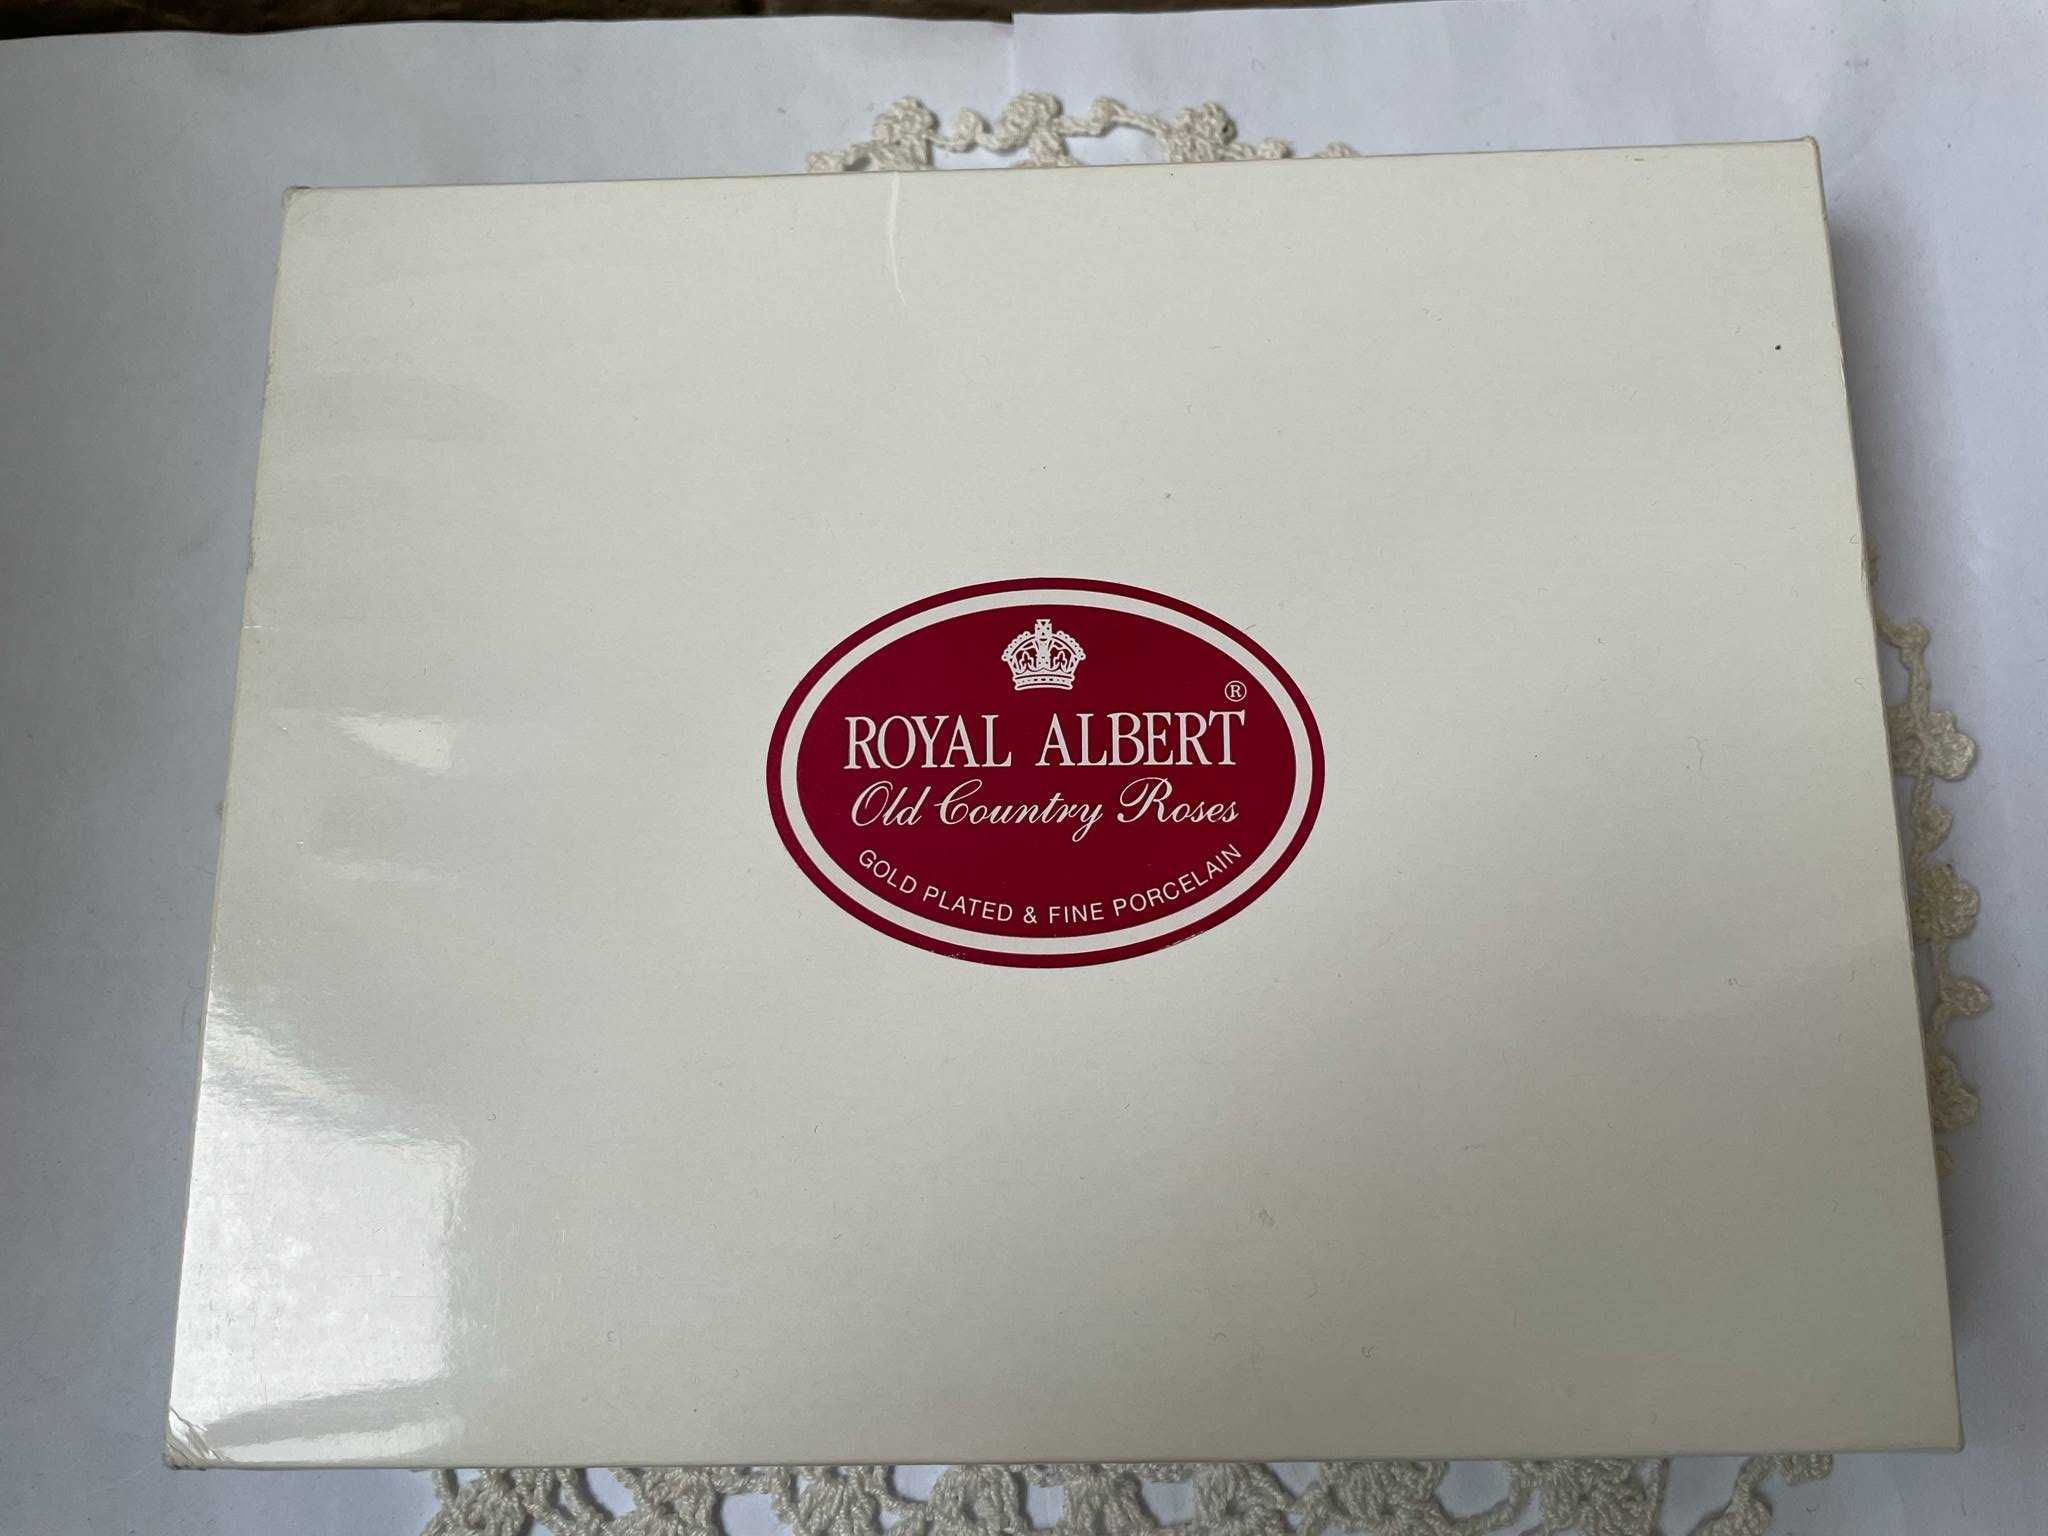 ROYAL ALBERT®
Old Country Roses
GOLD PLATED & FINE PORCELAIN